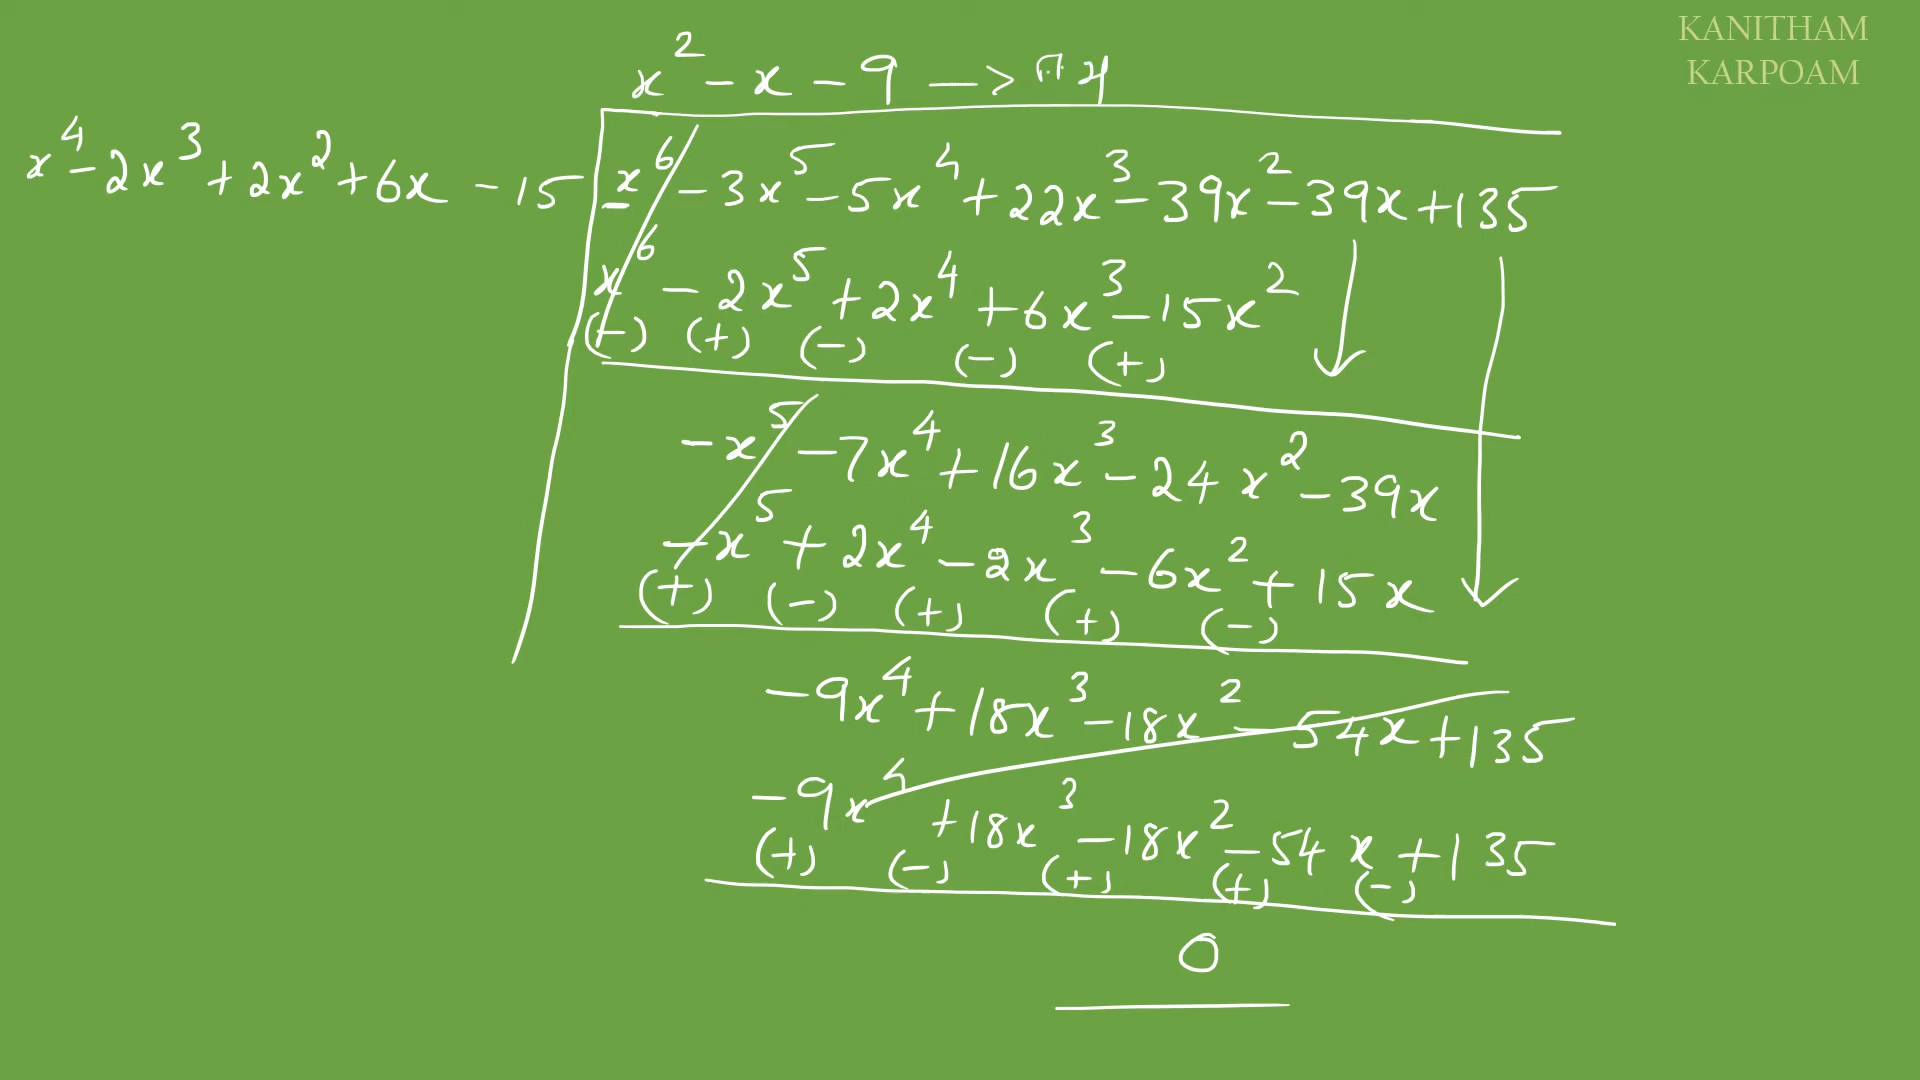 KANITHAM
KARPOAM
x² - x - 9 —>
x⁴ - 2x³ + 2x² + 6x - 15 x⁶ - 3x⁵ - 5x⁴ + 22x³ - 39x² - 39x + 135
x⁶ - 2x⁵ + 2x⁴ + 6x³ - 15x²
(-) (+) (-) (-) (+)
-x⁵ - 7x⁴ + 16x³ - 24x² - 39x
-x⁵ + 2x⁴ - 2x³ - 6x² + 15x
(+) (-) (+) (+) (-)
-9x⁴ + 18x³ - 18x² - 54x + 135
-9x⁴ + 18x³ - 18x² - 54x + 135
(+) (-) (+) (+) (-)
0